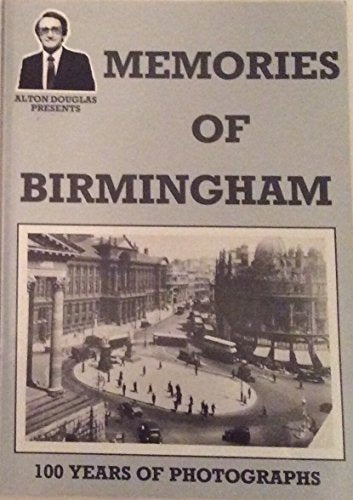 ALTON DOUGLAS
PRESENTS
MEMORIES
OF
BIRMINGHAM
100 YEARS OF PHOTOGRAPHS